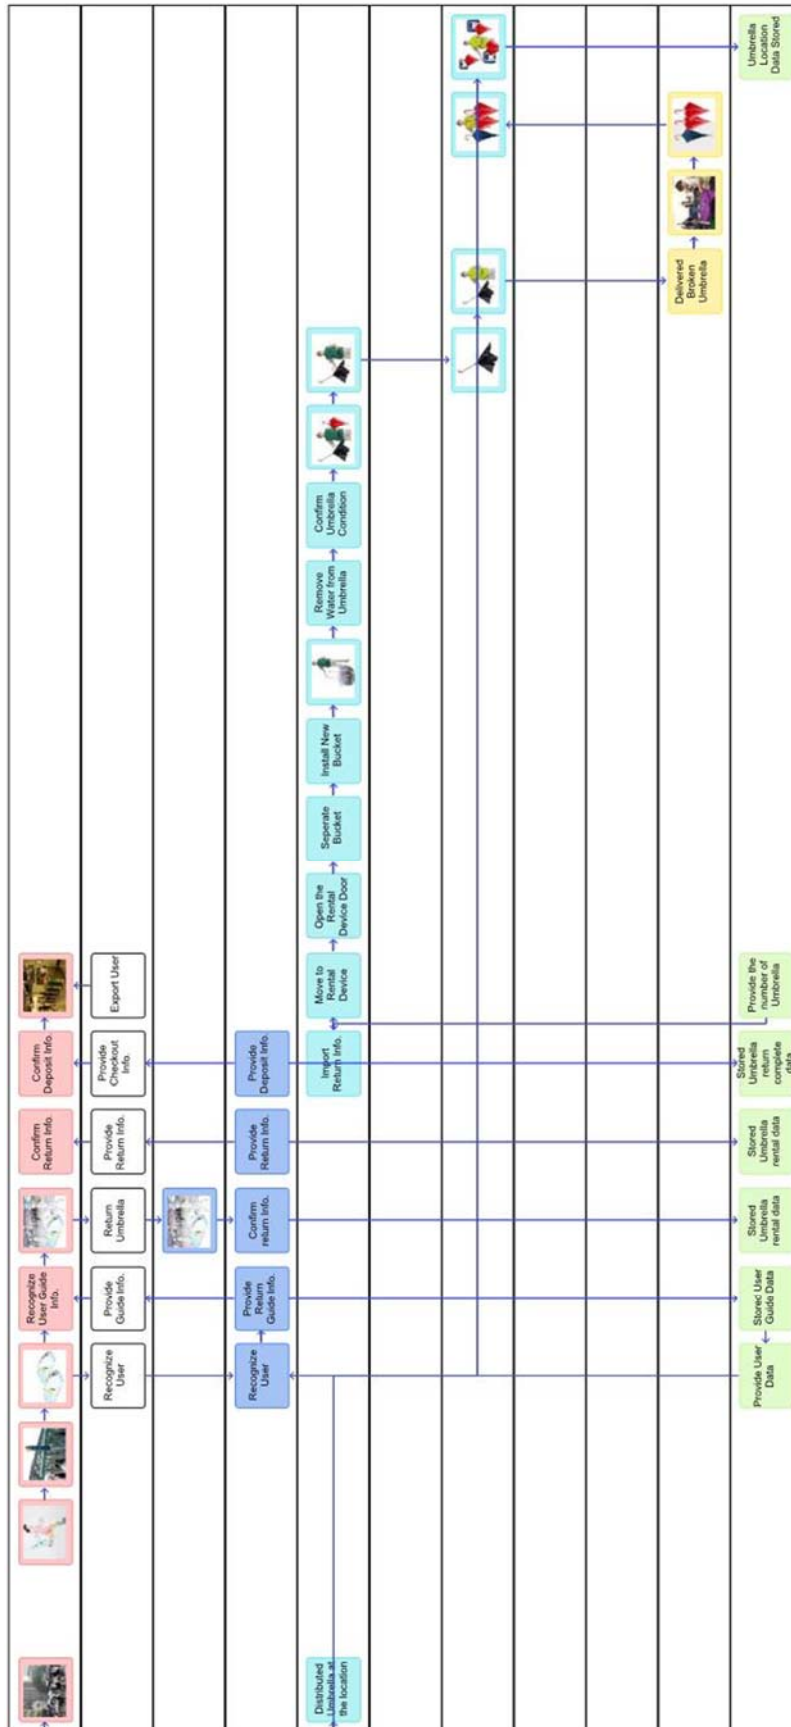 Recognize
User Guide
Info.
Confirm
Return Info.
Confirm
Deposit Info.
Recognize
User
Provide
Guide Info.
Return
Umbrella
Provide
Return Info.
Provide
Checkout
Info.
Export User
Recognize
User
Provide
Return
Guide Info.
Confirm
return Info.
Provide
Return Info.
Provide
Deposit Info.
Distributed
Umbrella at
the location
Import
Return Info.
Move to
Rental
Device
Open the
Rental
Device Door
Seperate
Bucket
Install New
Bucket
Remove
Water from
Umbrella
Confirm
Umbrella
Condition
Delivered
Broken
Umbrella
Provide User
Data
Stored User
Guide Data
Stored
Umbrella
rental data
Stored
Umbrella
rental data
Stored
Umbrella
return
complete
data
Provide the
number of
Umbrella
Umbrella
Location
Data Stored